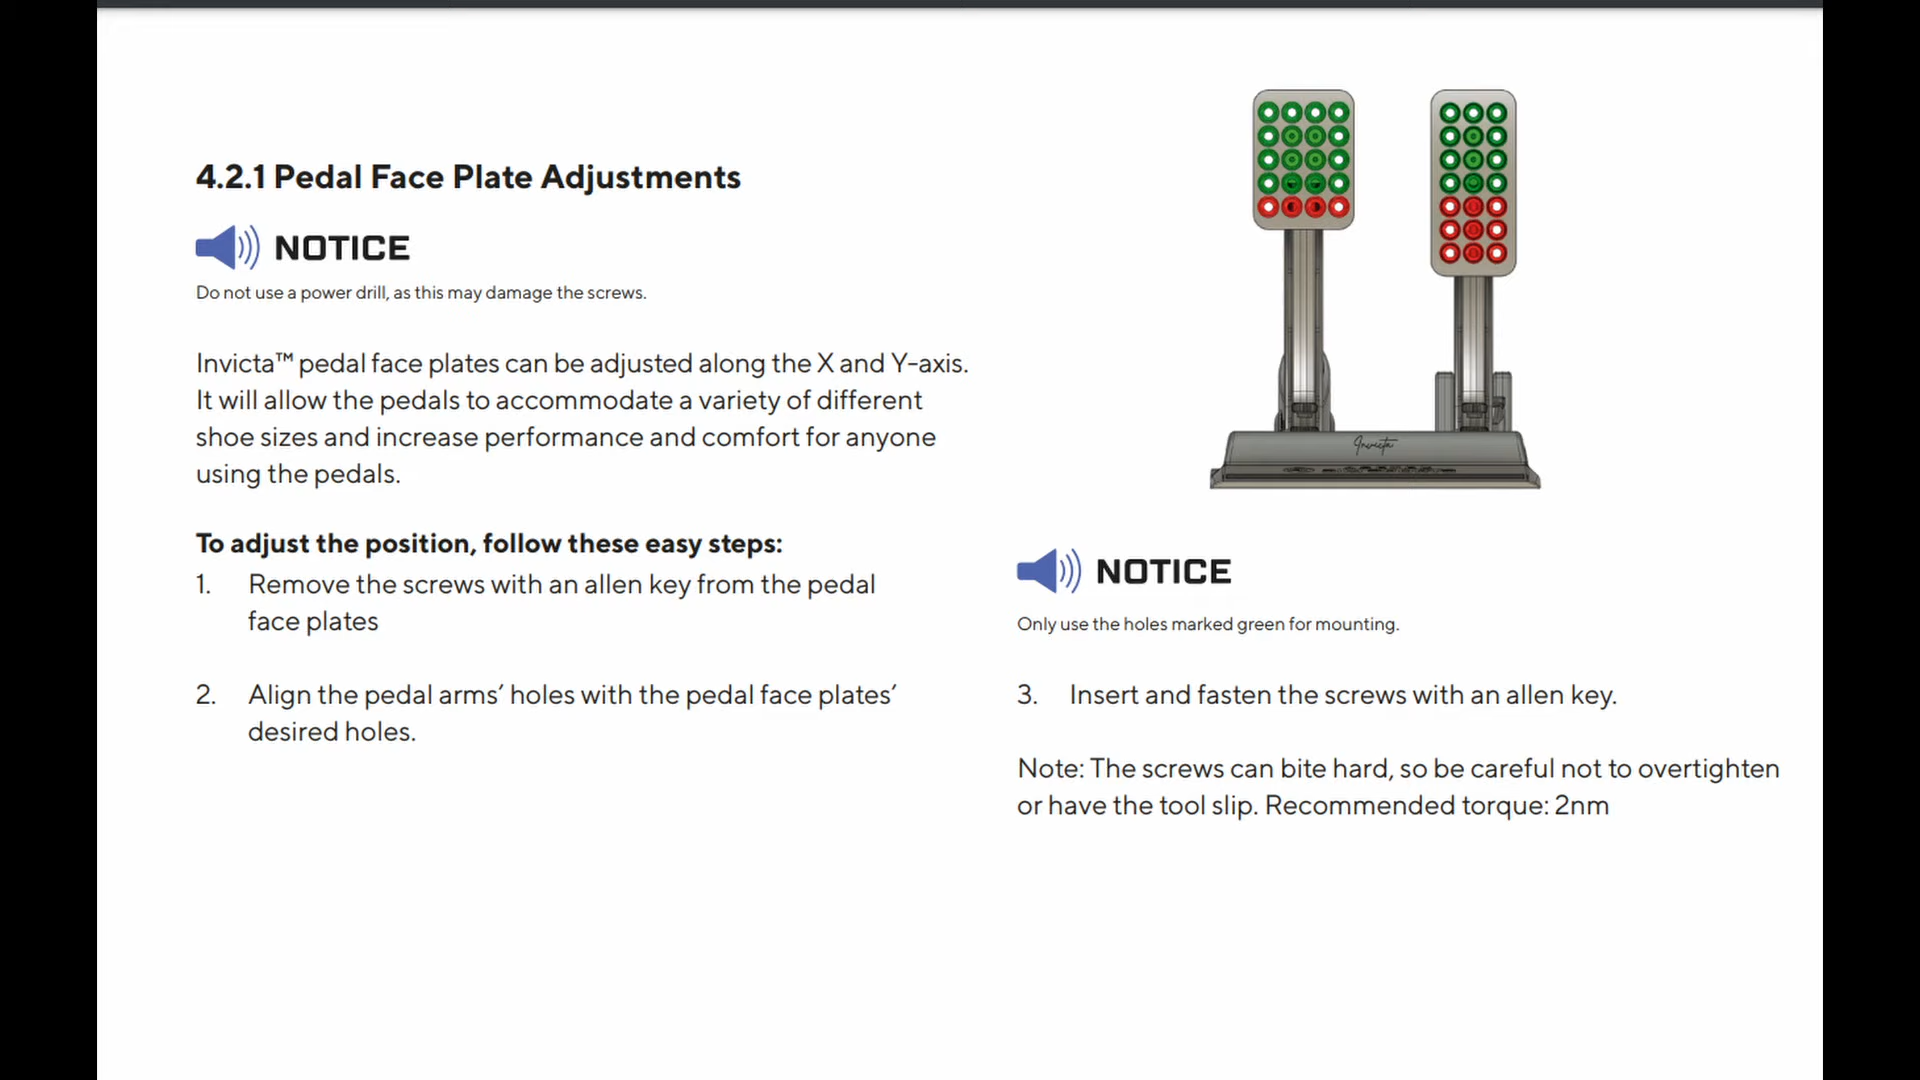 4.2.1 Pedal Face Plate Adjustments
NOTICE
Do not use a power drill, as this may damage the screws.
Invicta™ pedal face plates can be adjusted along the X and Y-axis.
It will allow the pedals to accommodate a variety of different
shoe sizes and increase performance and comfort for anyone
using the pedals.
To adjust the position, follow these easy steps:
1. Remove the screws with an allen key from the pedal
face plates
2. Align the pedal arms’ holes with the pedal face plates’
desired holes.
Invicta
NOTICE
Only use the holes marked green for mounting.
3. Insert and fasten the screws with an allen key.
Note: The screws can bite hard, so be careful not to overtighten
or have the tool slip. Recommended torque: 2nm